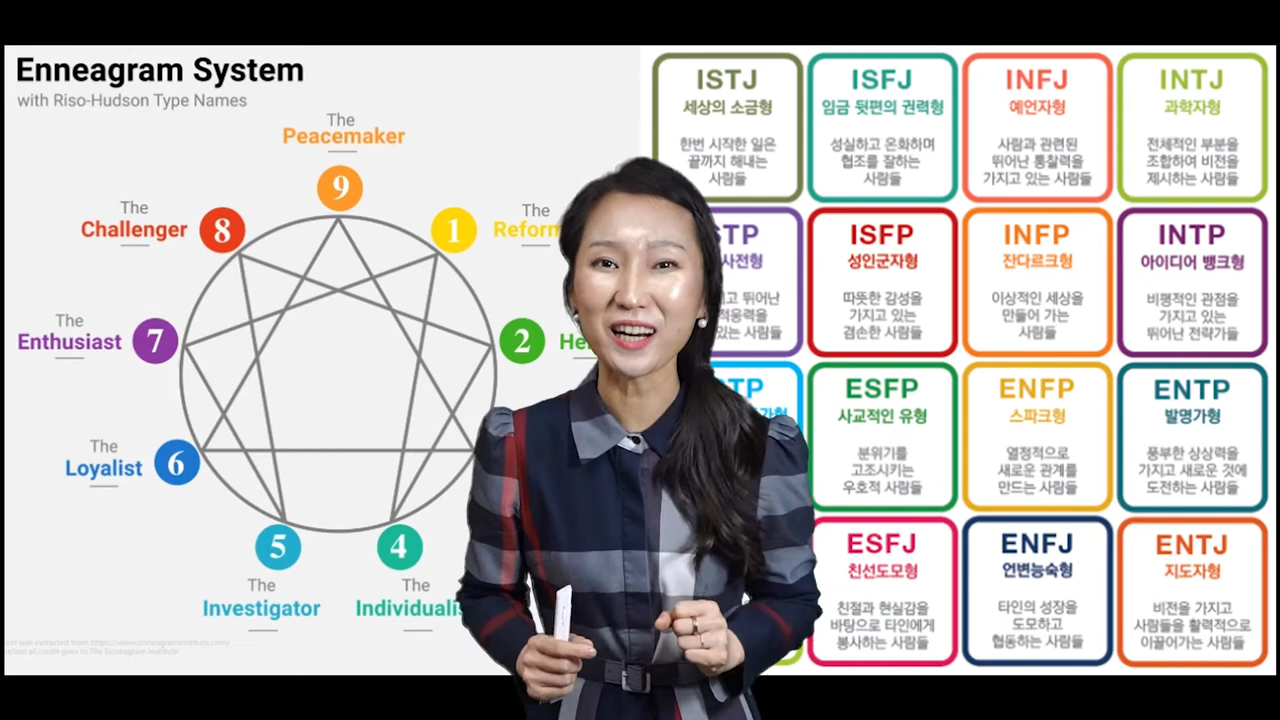 Enneagram System
with Riso-Hudson Type Names
The
Peacemaker
9
The
Challenger
8
1
The
Reform
The
Enthusiast
7
2
He
The
Loyalist
6
5
4
The
Investigator
The
Individualis
ISTJ
세상의 소금형
한번 시작한 일은
끝까지 해내는
사람들
ISFJ
임금 뒷편의 권력형
성실하고 온화하며
협조를 잘하는
사람들
INFJ
예언자형
사람과 관련된
뛰어난 통찰력을
가지고 있는 사람들
INTJ
과학자형
전체적인 부분을
조합하여 비전을
제시하는 사람들
STP
사전형
고 뛰어난
적응력을
있는 사람들
ISFP
성인군자형
따뜻한 감성을
가지고 있는
겸손한 사람들
INFP
잔다르크형
이상적인 세상을
만들어 가는
사람들
INTP
아이디어 뱅크형
비평적인 관점을
가지고 있는
뛰어난 전략가들
TP
가형
ESFP
사교적인 유형
분위기를
고조시키는
우호적 사람들
ENFP
스파크형
열정적으로
새로운 관계를
만드는 사람들
ENTP
발명가형
풍부한 상상력을
가지고 새로운 것에
도전하는 사람들
ESFJ
친선도모형
친절과 현실감을
바탕으로 타인에게
봉사하는 사람들
ENFJ
언변능숙형
타인의 성장을
도모하고
협동하는 사람들
ENTJ
지도자형
비전을 가지고
사람들을 활력적으로
이끌어가는 사람들